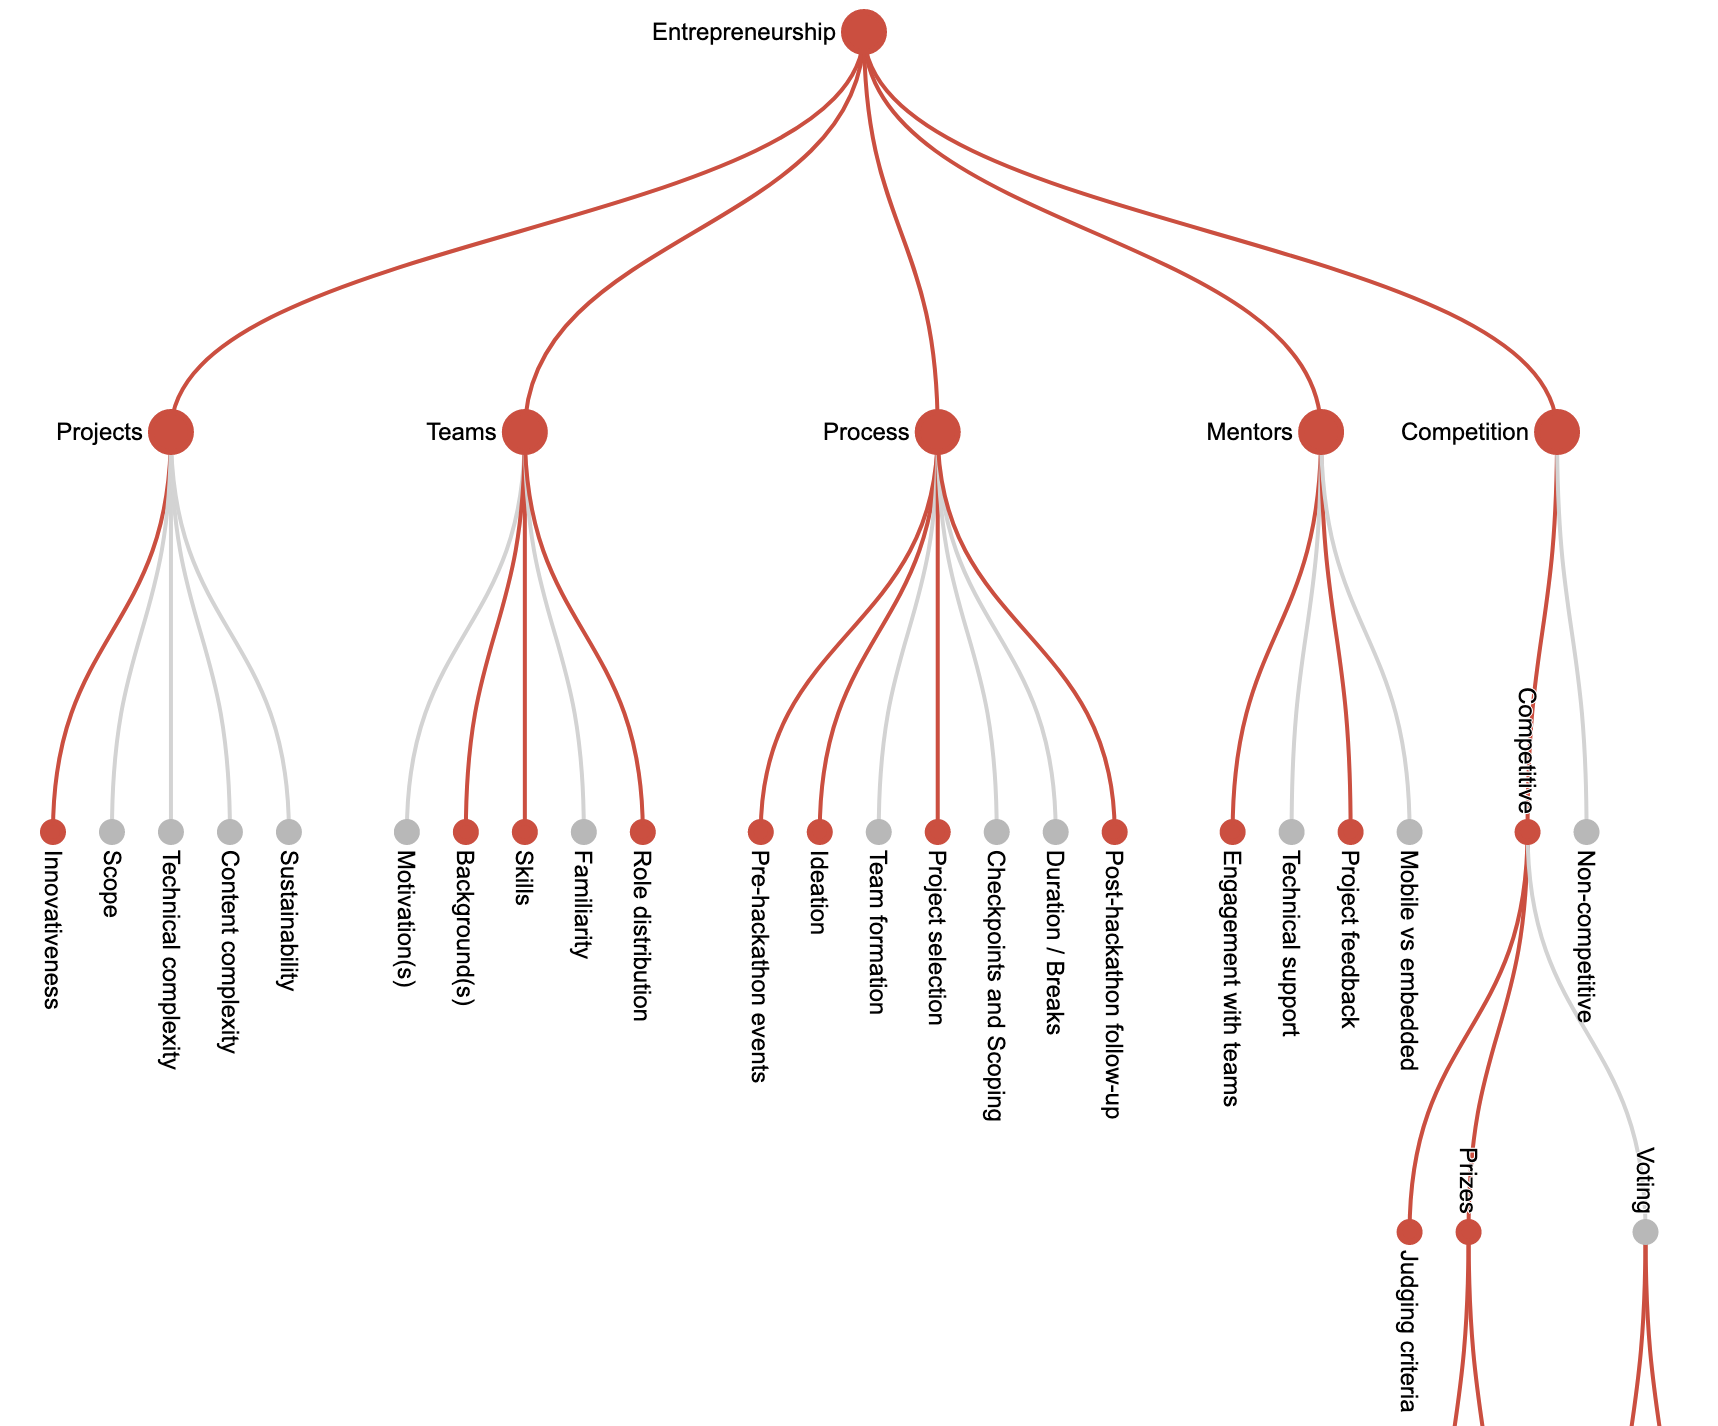 Entrepreneurship
Projects
Teams
Process
Mentors
Competition
Innovativeness
Scope
Technical complexity
Content complexity
Sustainability
Motivation(s)
Background(s)
Skills
Familiarity
Role distribution
Pre-hackathon events
Ideation
Team formation
Project selection
Checkpoints and Scoping
Duration / Breaks
Post-hackathon follow-up
Engagement with teams
Technical support
Project feedback
Mobile vs embedded
Competitive
Non-competitive
Judging criteria
Prizes
Voting